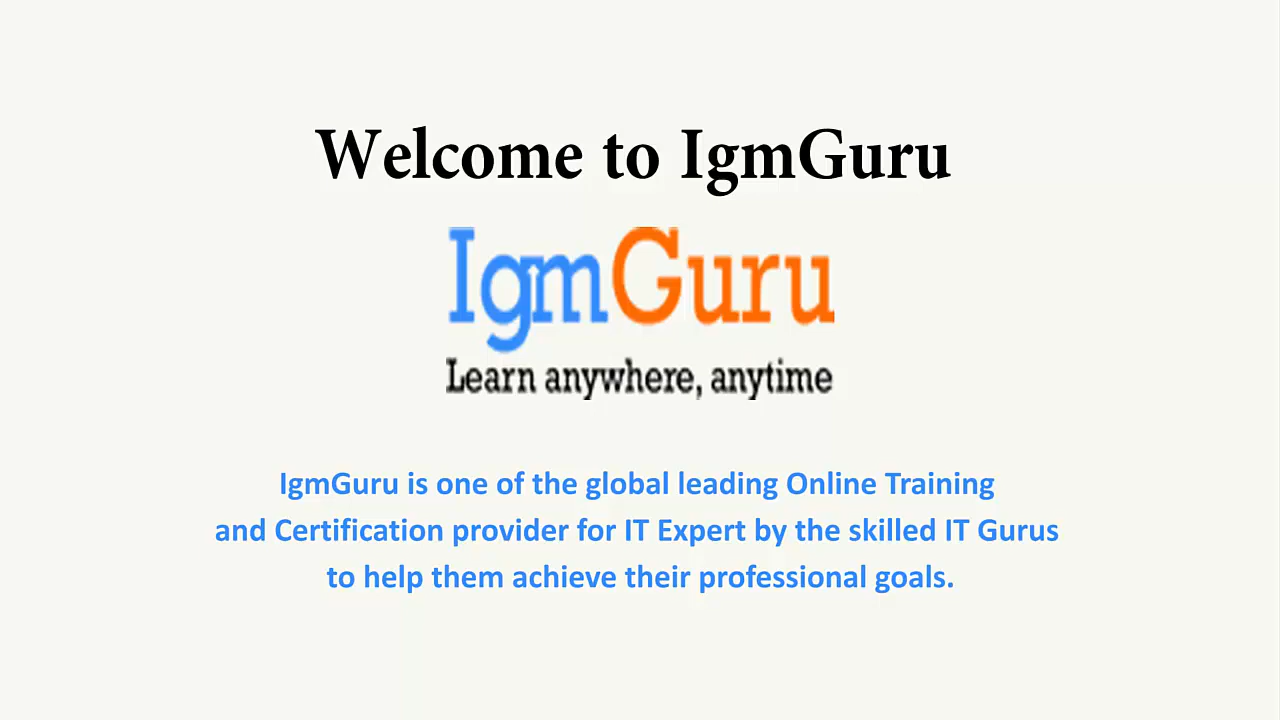 Welcome to IgmGuru
IgmGuru
Learn anywhere, anytime
IgmGuru is one of the global leading Online Training
and Certification provider for IT Expert by the skilled IT Gurus
to help them achieve their professional goals.